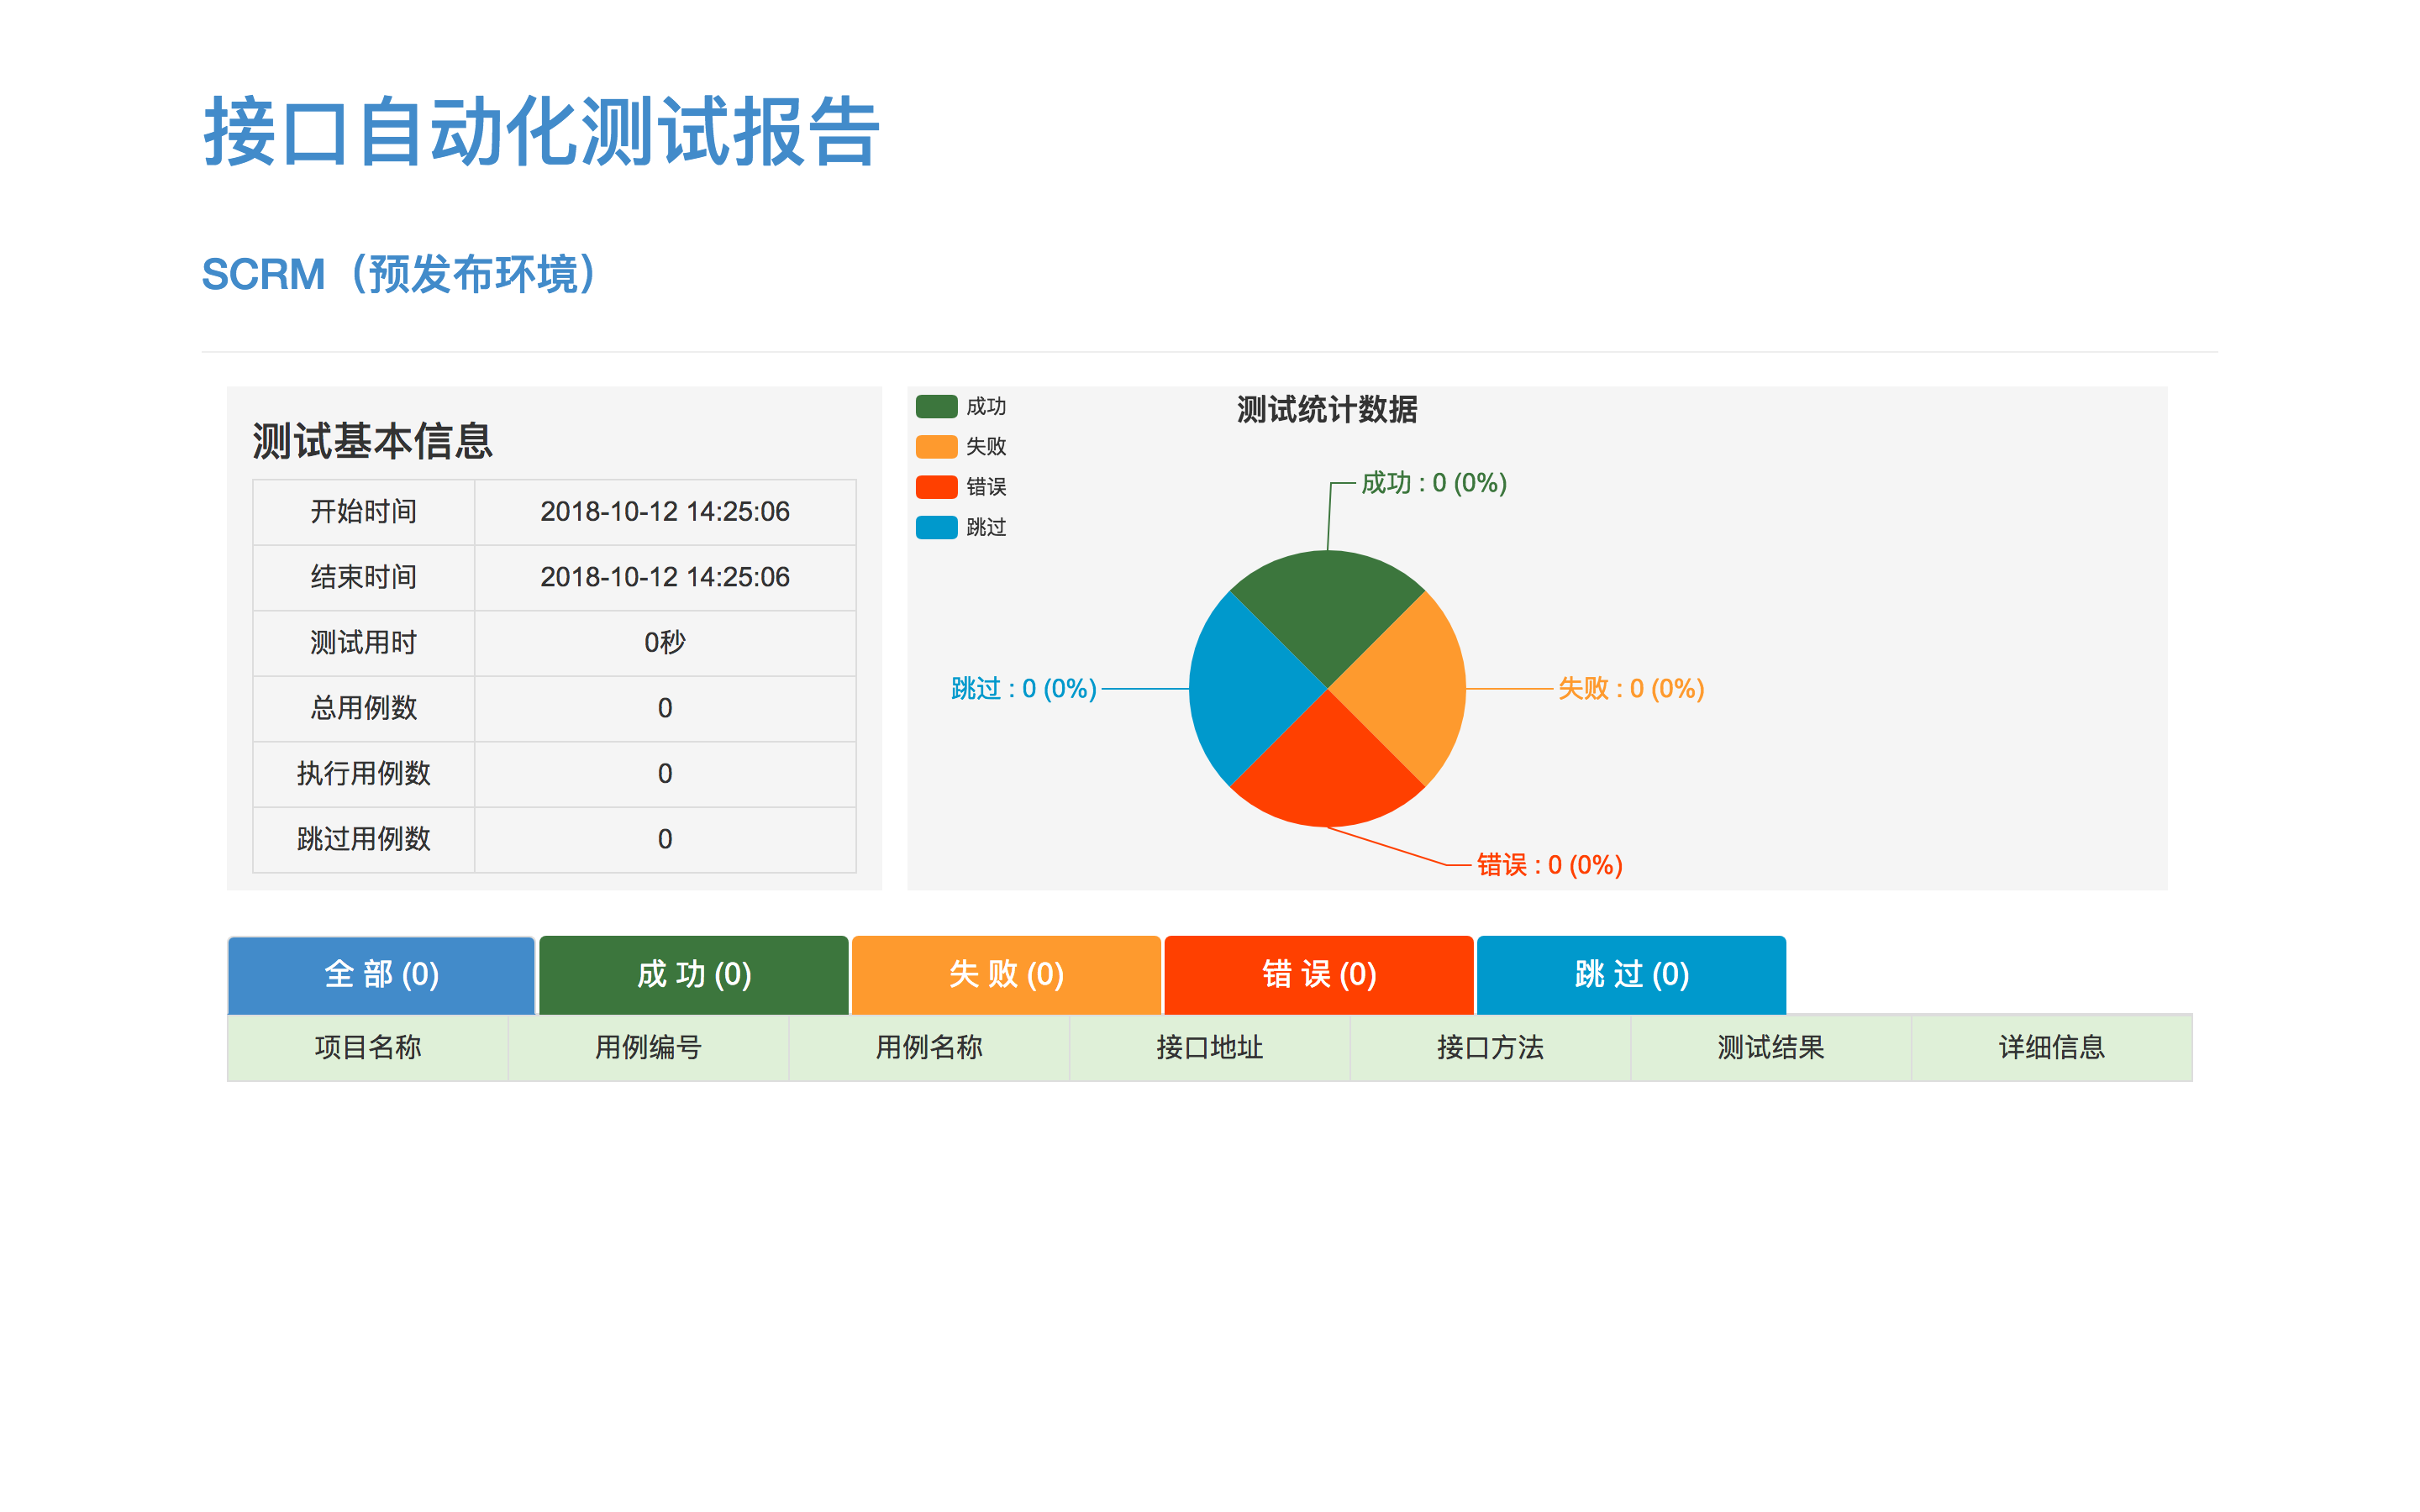 接口自动化测试报告
SCRM（预发布环境）
测试基本信息
开始时间 2018-10-12 14:25:06
结束时间 2018-10-12 14:25:06
测试用时 0秒
总用例数 0
执行用例数 0
跳过用例数 0
测试统计数据
成功
失败
错误
跳过
成功 : 0 (0%)
跳过 : 0 (0%)
失败 : 0 (0%)
错误 : 0 (0%)
全 部 (0) 成 功 (0) 失 败 (0) 错 误 (0) 跳 过 (0)
项目名称 用例编号 用例名称 接口地址 接口方法 测试结果 详细信息